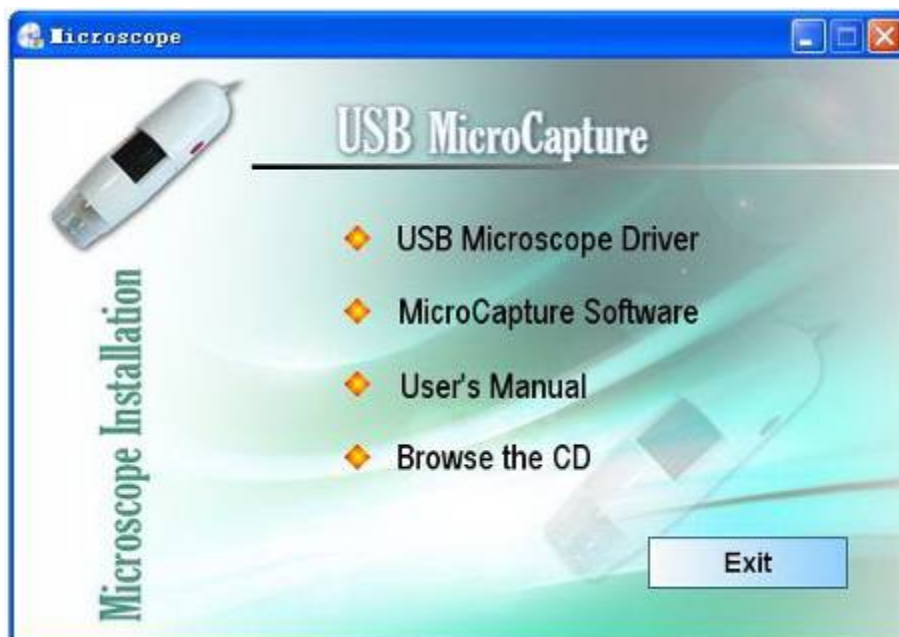 Microscope
USB MicroCapture
USB Microscope Driver
MicroCapture Software
User's Manual
Browse the CD
Microscope Installation
Exit